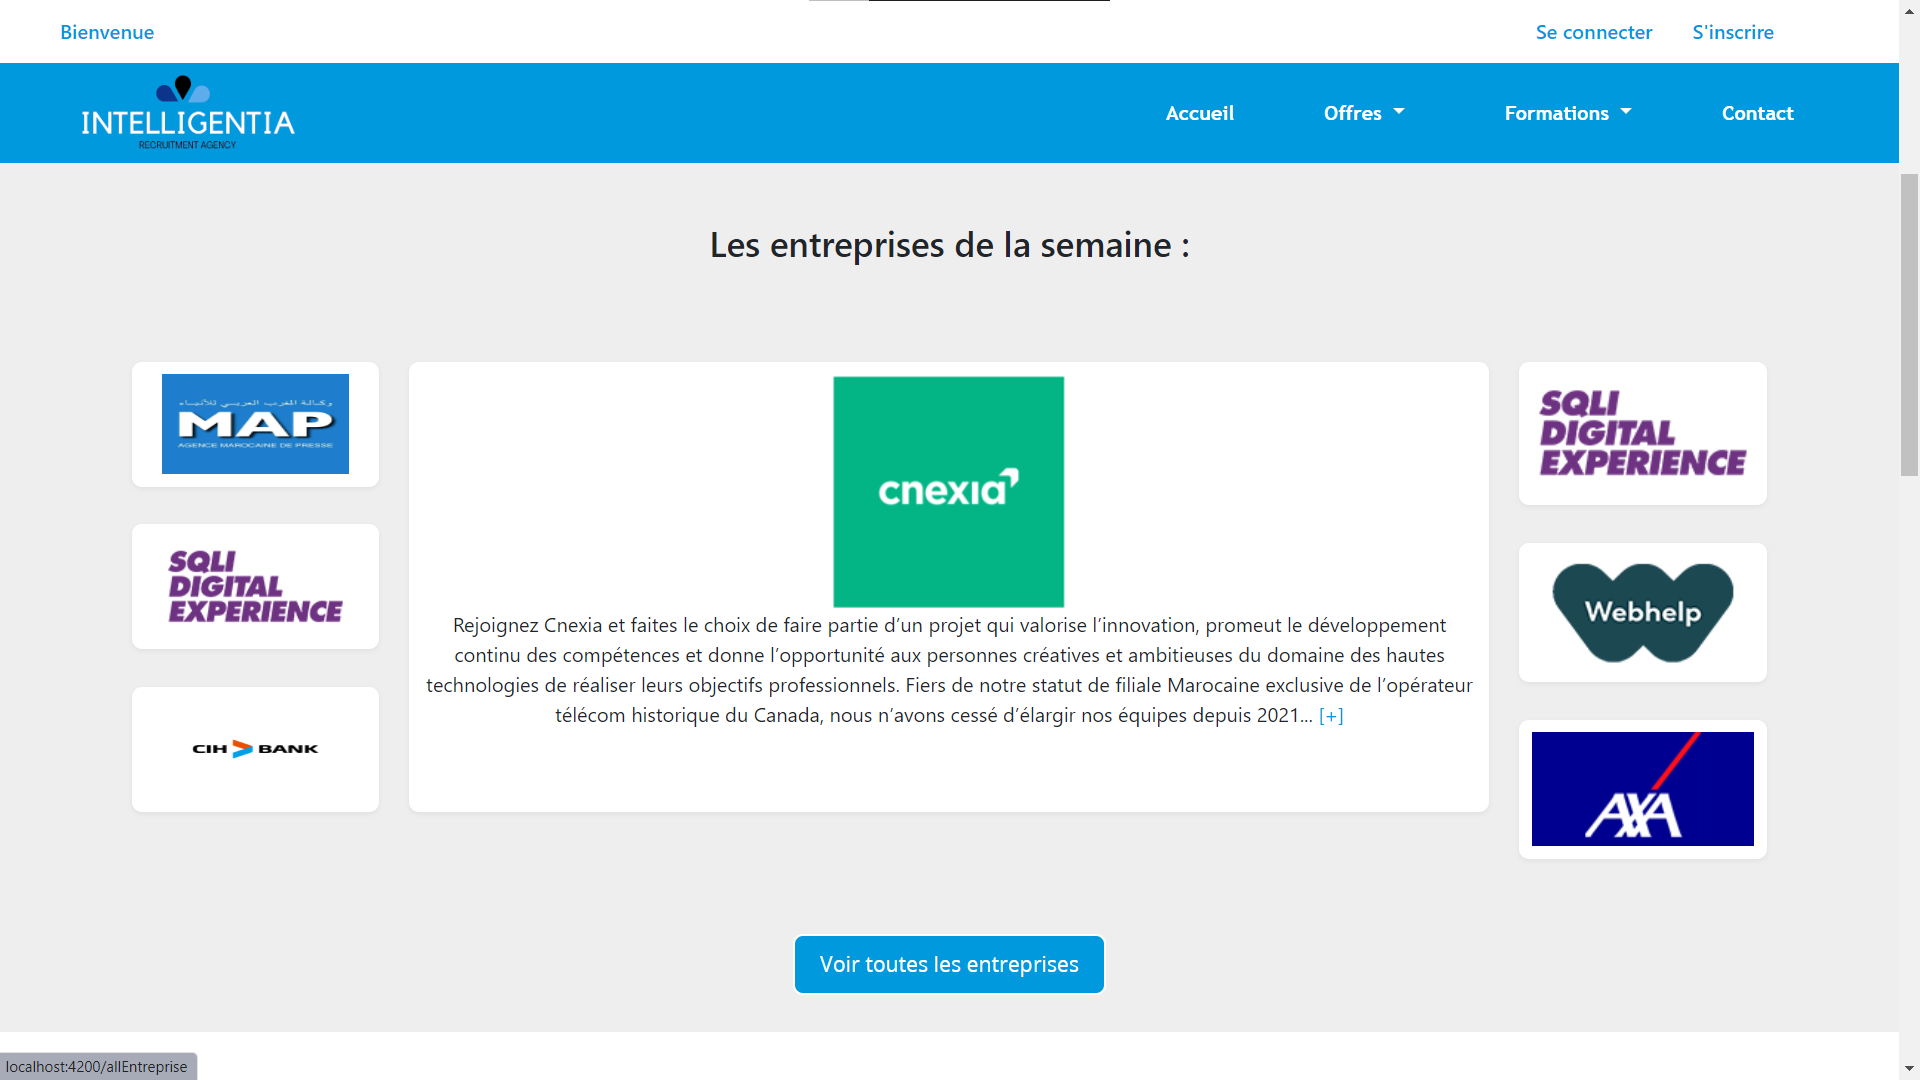 Bienvenue
Se connecter
S'inscrire
INTELLIGENTIA
RECRUITMENT AGENCY
Accueil
Offres
Formations
Contact
Les entreprises de la semaine :
وكالة المغرب العربي للأنباء
MAP
AGENCE MAROCAINE DE PRESSE
SQLI
DIGITAL
EXPERIENCE
CIH BANK
cnexia
Rejoignez Cnexia et faites le choix de faire partie d’un projet qui valorise l’innovation, promeut le développement
continu des compétences et donne l’opportunité aux personnes créatives et ambitieuses du domaine des hautes
technologies de réaliser leurs objectifs professionnels. Fiers de notre statut de filiale Marocaine exclusive de l’opérateur
télécom historique du Canada, nous n’avons cessé d’élargir nos équipes depuis 2021... [+]
SQLI
DIGITAL
EXPERIENCE
Webhelp
AXA
Voir toutes les entreprises
localhost:4200/allEntreprise